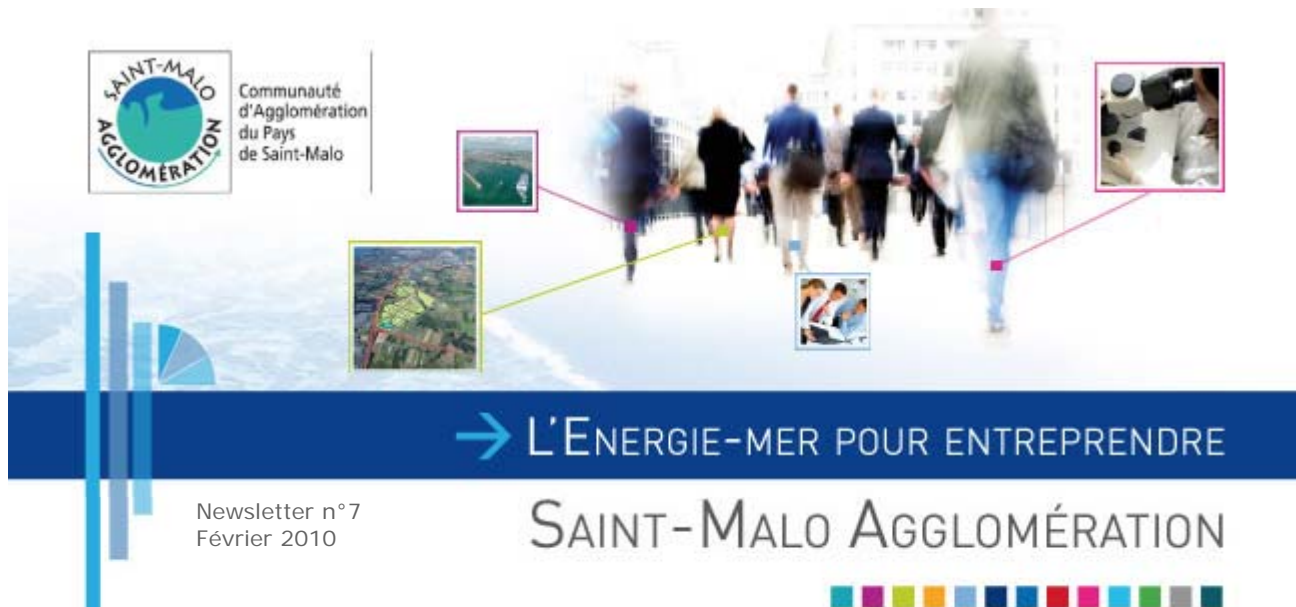 SAINT-MALO AGGLOMÉRATION
Communauté
d'Agglomération
du Pays
de Saint-Malo
→ L'ENERGIE-MER POUR ENTREPRENDRE
Newsletter n°7
Février 2010
SAINT-MALO AGGLOMÉRATION